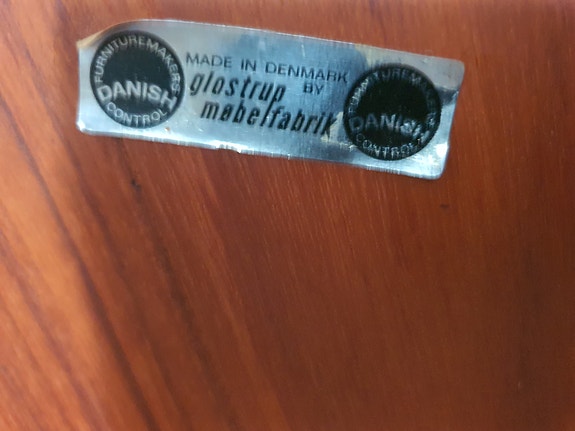 FURNITUREMAKERS
DANISH
CONTROL
MADE IN DENMARK
BY
glostrup
møbelfabrik
FURNITUREMAKERS
DANISH
CONTROL